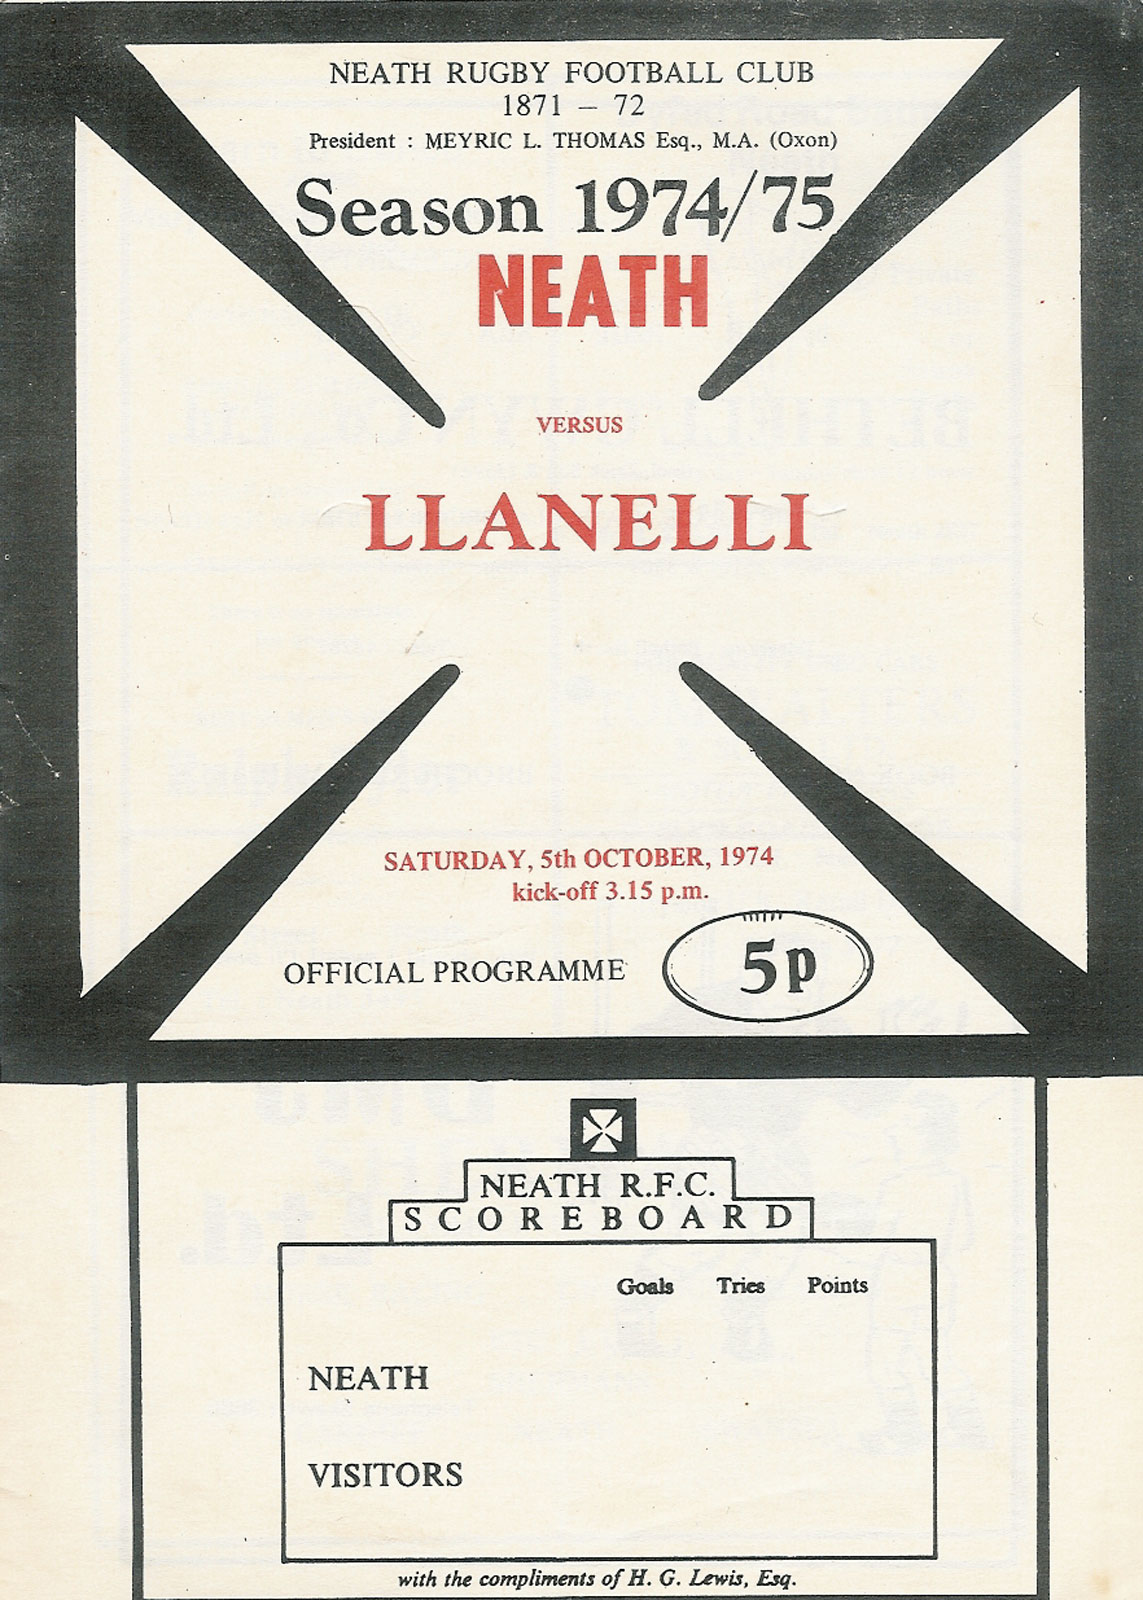 NEATH RUGBY FOOTBALL CLUB
1871 – 72
President : MEYRIC L. THOMAS Esq., M.A. (Oxon)
Season 1974/75
NEATH
VERSUS
LLANELLI
SATURDAY, 5th OCTOBER, 1974
kick-off 3.15 p.m.
OFFICIAL PROGRAMME 5p
NEATH R.F.C.
SCOREBOARD
Goals Tries Points
NEATH
VISITORS
with the compliments of H. G. Lewis, Esq.